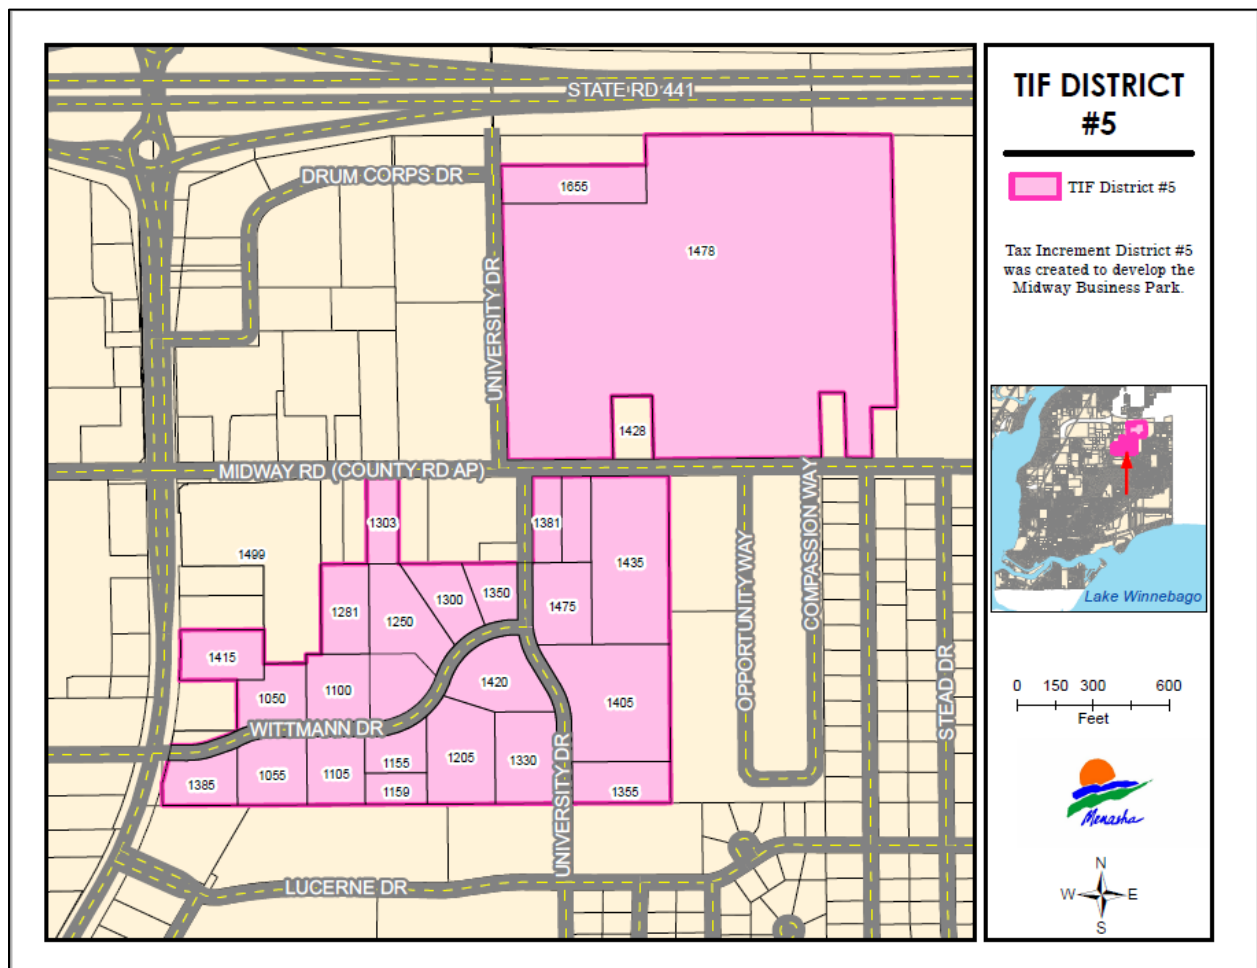 STATE RD 441
DRUM CORPS DR
1655
1478
UNIVERSITY DR
1428
MIDWAY RD (COUNTY RD AP)
COMPASSION WAY
1303
1381
1499
1435
OPPORTUNITY WAY
1281
1250
1300
1350
1475
1415
1050
1100
1420
1405
STEAD DR
WITTMANN DR
1385
1055
1105
1155
1159
1205
1330
UNIVERSITY DR
1355
LUCERNE DR
TIF DISTRICT
#5
TIF District #5
Tax Increment District #5
was created to develop the
Midway Business Park.
Lake Winnebago
0 150 300 600
Feet
Menasha
N
W E
S